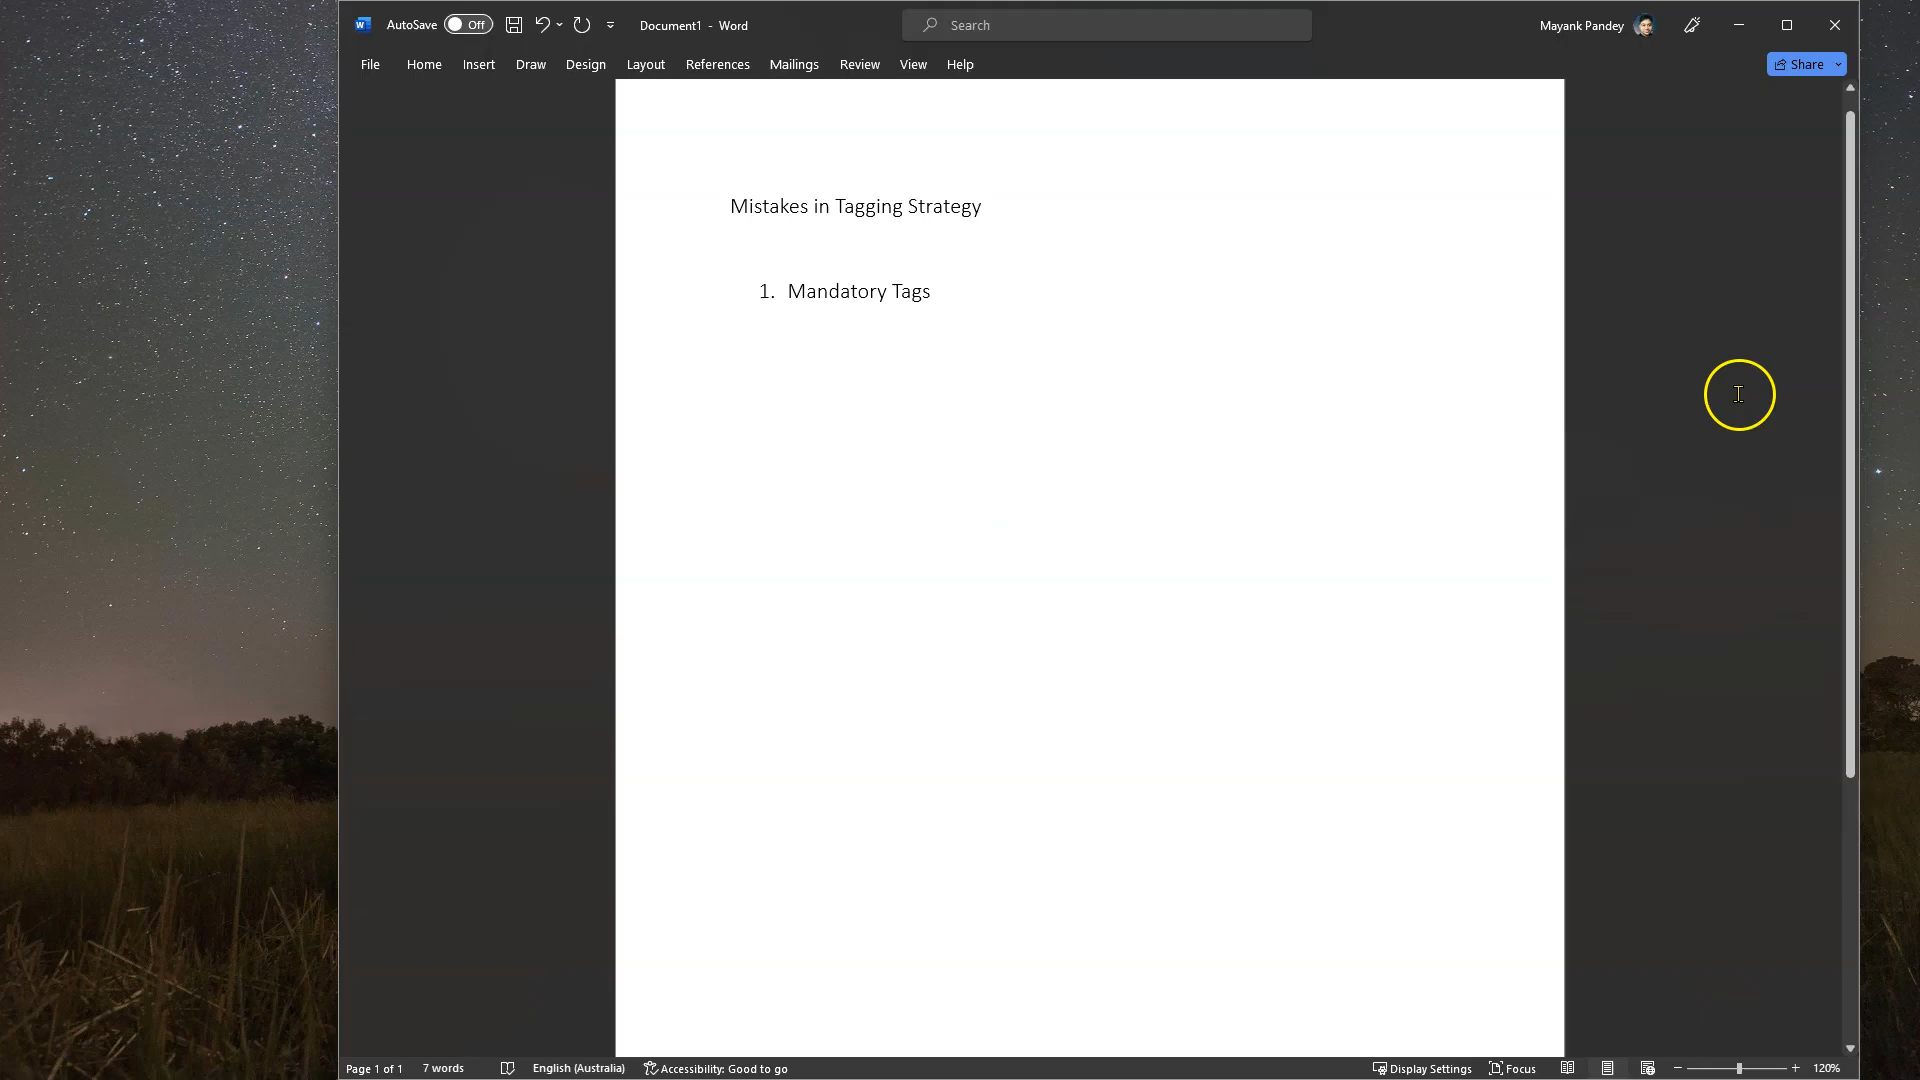 W AutoSave Off Document1 - Word Search Mayank Pandey
File Home Insert Draw Design Layout References Mailings Review View Help Share
Mistakes in Tagging Strategy
1. Mandatory Tags
Page 1 of 1 7 words English (Australia) Accessibility: Good to go Display Settings Focus 120%